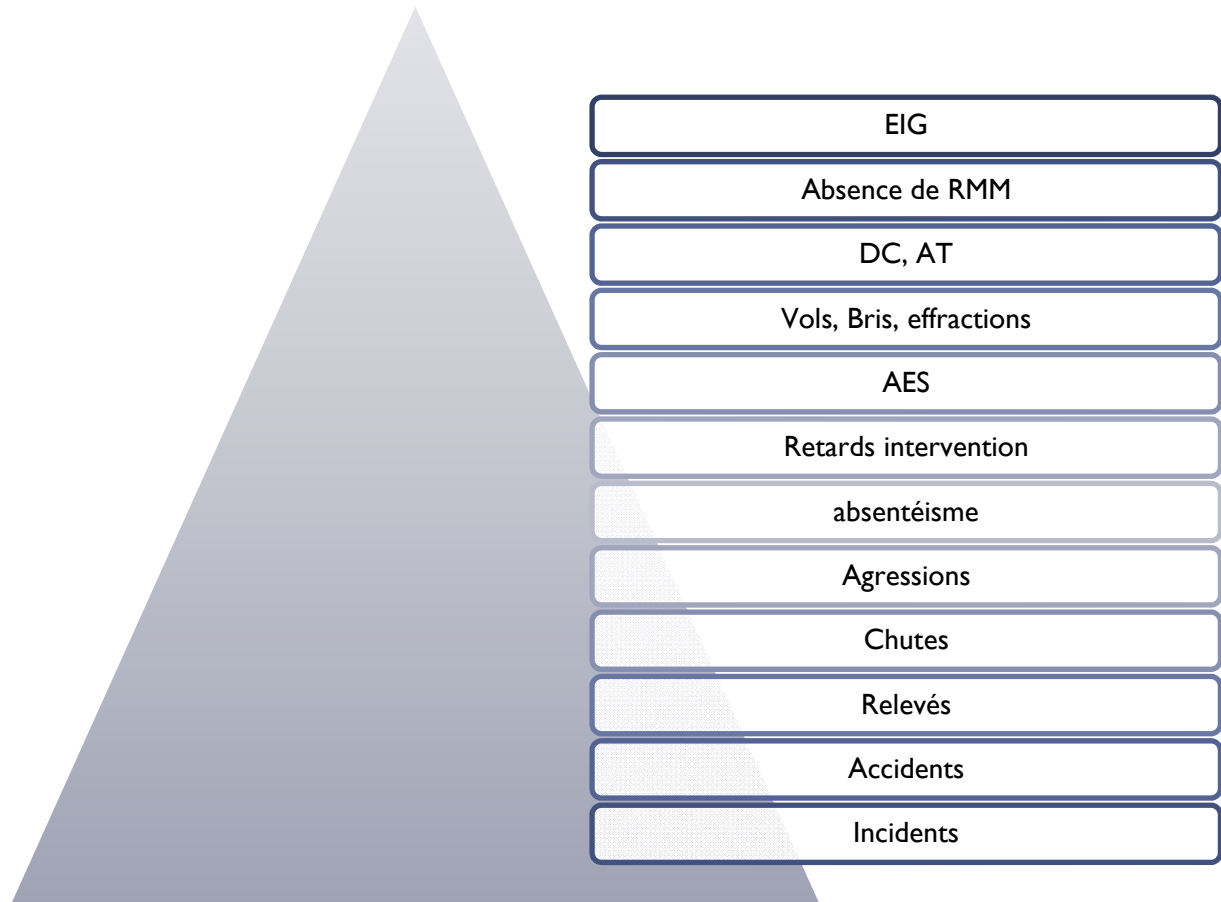 EIG
Absence de RMM
DC, AT
Vols, Bris, effractions
AES
Retards intervention
absentéisme
Agressions
Chutes
Relevés
Accidents
Incidents